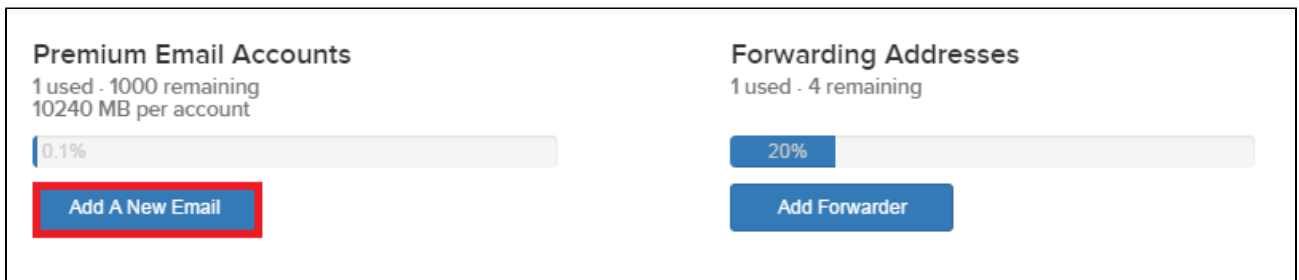 Premium Email Accounts
1 used - 1000 remaining
10240 MB per account
0.1%
Add A New Email
Forwarding Addresses
1 used - 4 remaining
20%
Add Forwarder